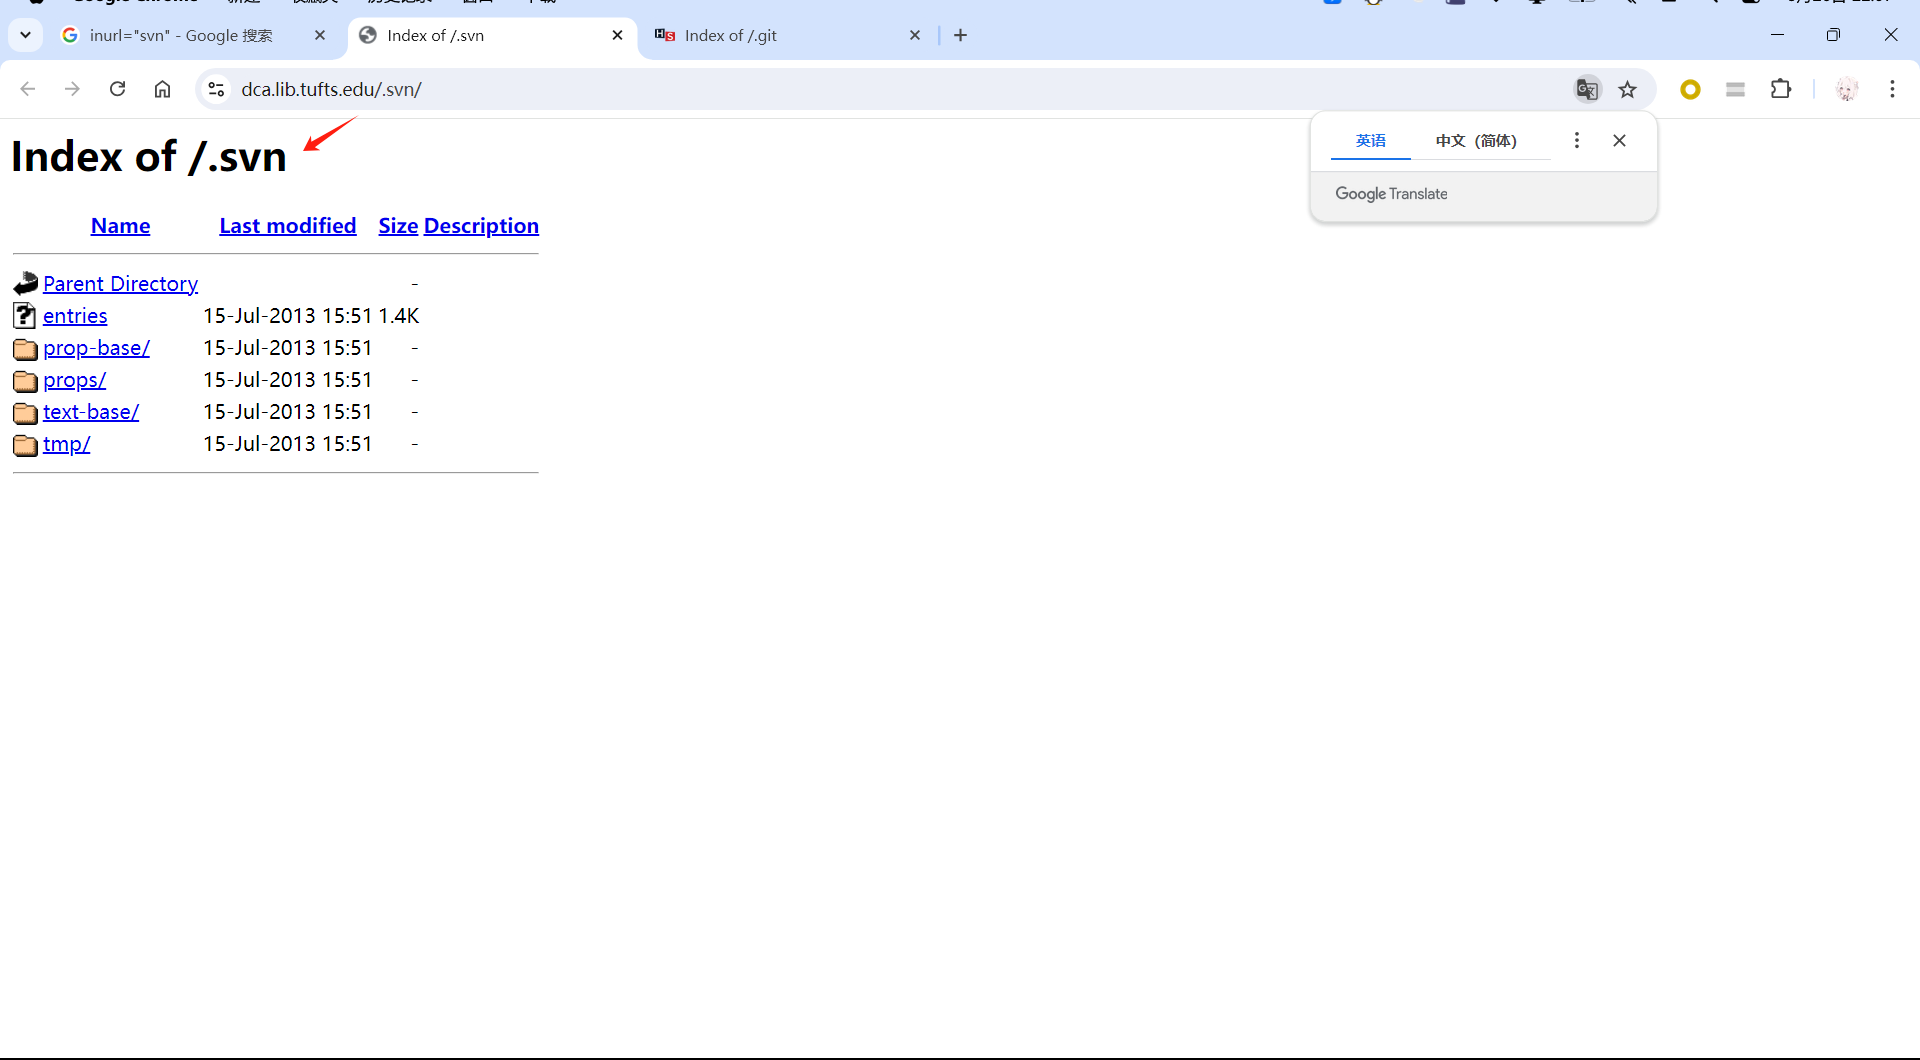 Google Chrome
inurl="svn" - Google 搜索
Index of /.svn
Index of /.git
dca.lib.tufts.edu/.svn/
英语
中文（简体）
Google Translate
Index of /.svn
Name Last modified Size Description
Parent Directory -
entries 15-Jul-2013 15:51 1.4K
prop-base/ 15-Jul-2013 15:51 -
props/ 15-Jul-2013 15:51 -
text-base/ 15-Jul-2013 15:51 -
tmp/ 15-Jul-2013 15:51 -